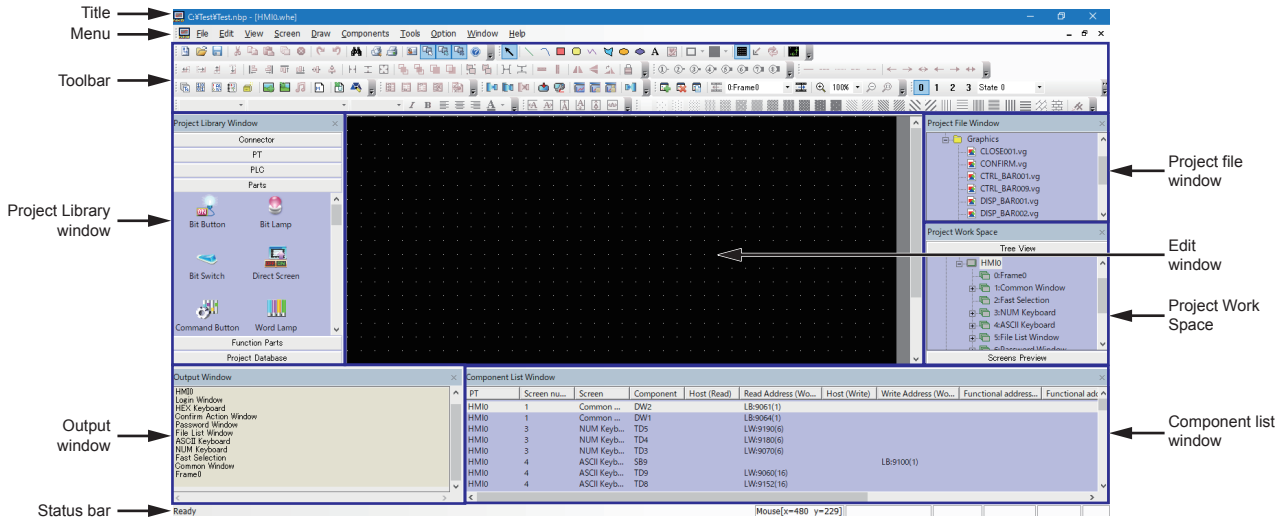 Title
C:¥Test¥Test.nbp - [HMI0.whe]
Menu
File Edit View Screen Draw Components Tools Option Window Help
Toolbar
0:Frame0 100% 0 1 2 3 State 0
Project Library Window
Connector
PT
PLC
Parts
Bit Button Bit Lamp
Bit Switch Direct Screen
Command Button Word Lamp
Function Parts
Project Database
Project Library
window
Project File Window
Graphics
CLOSE001.vg
CONFIRM.vg
CTRL_BAR001.vg
CTRL_BAR009.vg
DISP_BAR001.vg
DISP_BAR002.vg
Project file
window
Edit
window
Project Work Space
Tree View
HMI0
0:Frame0
1:Common Window
2:Fast Selection
3:NUM Keyboard
4:ASCII Keyboard
5:File List Window
6:Password Window
Screens Preview
Project Work
Space
Output Window
HMI0
Login Window
HEX Keyboard
Confirm Action Window
Password Window
File List Window
ASCII Keyboard
NUM Keyboard
Fast Selection
Common Window
Frame0
Output
window
Component List Window
PT Screen nu... Screen Component Host (Read) Read Address (Wo... Host (Write) Write Address (Wo... Functional address... Functional adc
HMI0 1 Common ... DW2 LB:9061(1)
HMI0 1 Common ... DW1 LB:9064(1)
HMI0 3 NUM Keyb... TD5 LW:9190(6)
HMI0 3 NUM Keyb... TD4 LW:9180(6)
HMI0 3 NUM Keyb... TD3 LW:9070(6)
HMI0 4 ASCII Keyb... SB9 LB:9100(1)
HMI0 4 ASCII Keyb... TD9 LW:9060(16)
HMI0 4 ASCII Keyb... TD8 LW:9152(16)
Component list
window
Status bar
Ready Mouse[x=480 y=229]